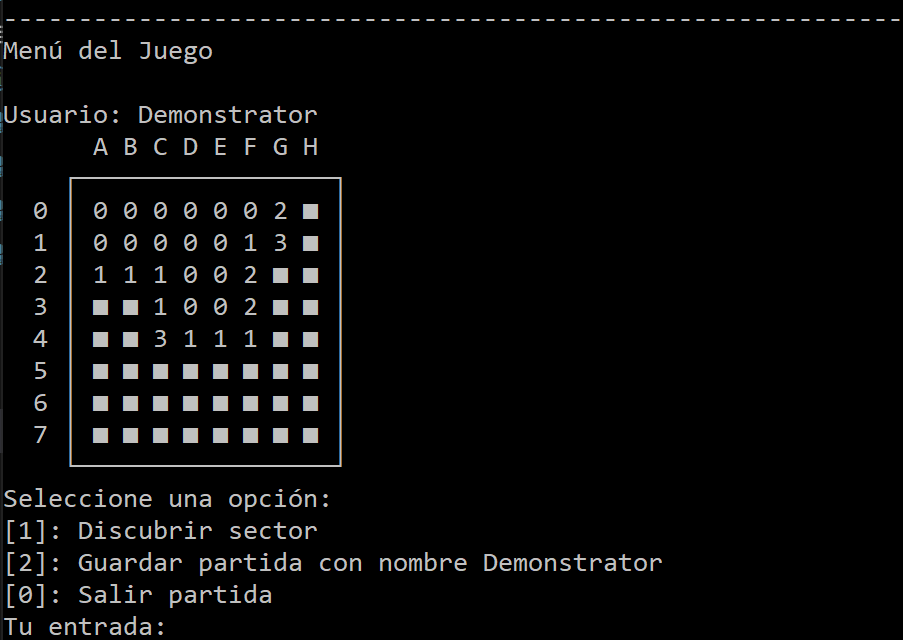 ------------------------------------------------------------
Menú del Juego
Usuario: Demonstrator
A B C D E F G H
0 0 0 0 0 0 0 2 ■
1 0 0 0 0 0 1 3 ■
2 1 1 1 0 0 2 ■ ■
3 ■ ■ 1 0 0 2 ■ ■
4 ■ ■ 3 1 1 1 ■ ■
5 ■ ■ ■ ■ ■ ■ ■ ■
6 ■ ■ ■ ■ ■ ■ ■ ■
7 ■ ■ ■ ■ ■ ■ ■ ■
Seleccione una opción:
[1]: Discubrir sector
[2]: Guardar partida con nombre Demonstrator
[0]: Salir partida
Tu entrada: